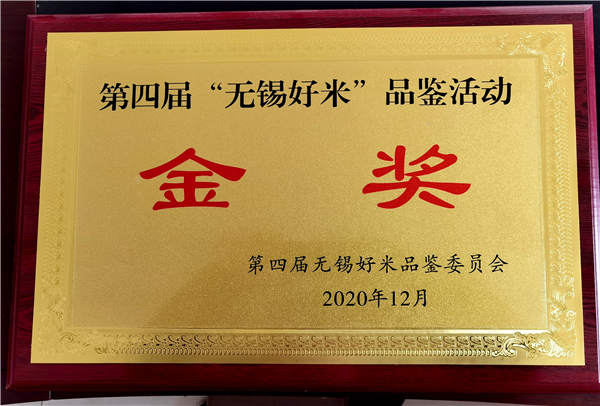 第四届“无锡好米”品鉴活动
金 奖
第四届无锡好米品鉴委员会
2020年12月